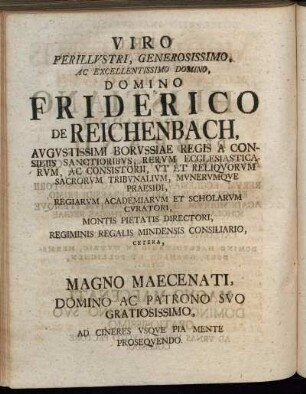 VIRO
PERILLVSTRI, GENEROSISSIMO,
AC EXCELLENTISSIMO DOMINO,
DOMINO
FRIDERICO
DE REICHENBACH,
AVGVSTISSIMI BORVSSIAE REGIS A CON-
SILIIS SANCTIORIBVS, RERVM ECCLESIASTICA-
RVM, AC CONSISTORII, VT ET RELIQVORVM
SACRORVM TRIBVNALIVM, MVNERVMQVE
PRAESIDI,
REGIARVM ACADEMIARVM ET SCHOLARVM
CVRATORI,
MONTIS PIETATIS DIRECTORI,
REGIMINIS REGALIS MINDENSIS CONSILIARIO,
CETERA,
MAGNO MAECENATI,
DOMINO AC PATRONO SVO
GRATIOSISSIMO,
AD CINERES VSQVE PIA MENTE
PROSEQVENDO.